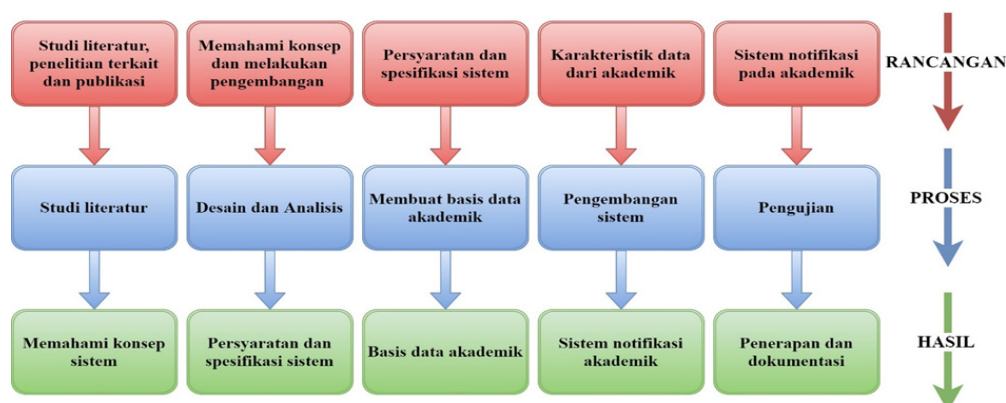 Studi literatur,
penelitian terkait
dan publikasi
Memahami konsep
dan melakukan
pengembangan
Persyaratan dan
spesifikasi sistem
Karakteristik data
dari akademik
Sistem notifikasi
pada akademik
RANCANGAN
Studi literatur
Desain dan Analisis
Membuat basis data
akademik
Pengembangan
sistem
Pengujian
PROSES
Memahami konsep
sistem
Persyaratan dan
spesifikasi sistem
Basis data akademik
Sistem notifikasi
akademik
Penerapan dan
dokumentasi
HASIL